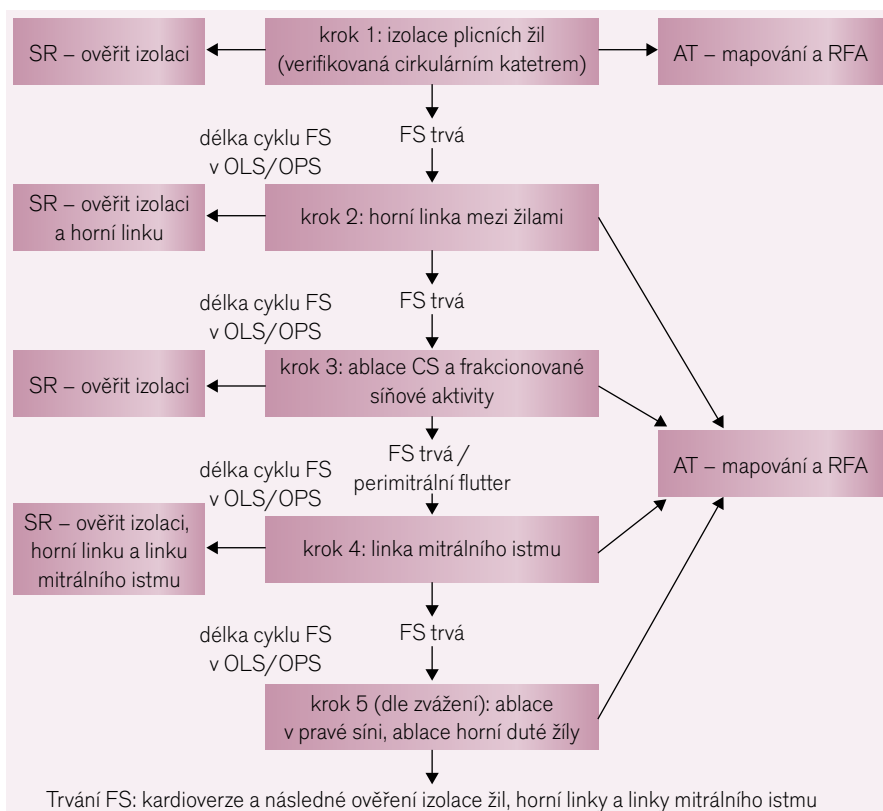 SR – ověřit izolaci
krok 1: izolace plicních žil
(verifikovaná cirkulárním katetrem)
AT – mapování a RFA
délka cyklu FS
v OLS/OPS
FS trvá
SR – ověřit izolaci
a horní linku
krok 2: horní linka mezi žilami
délka cyklu FS
v OLS/OPS
FS trvá
SR – ověřit izolaci
krok 3: ablace CS a frakcionované
síňové aktivity
AT – mapování a RFA
délka cyklu FS
v OLS/OPS
FS trvá /
perimitrální flutter
SR – ověřit izolaci,
horní linku a linku
mitrálního istmu
krok 4: linka mitrálního istmu
délka cyklu FS
v OLS/OPS
FS trvá
krok 5 (dle zvážení): ablace
v pravé síni, ablace horní duté žíly
Trvání FS: kardioverze a následné ověření izolace žil, horní linky a linky mitrálního istmu